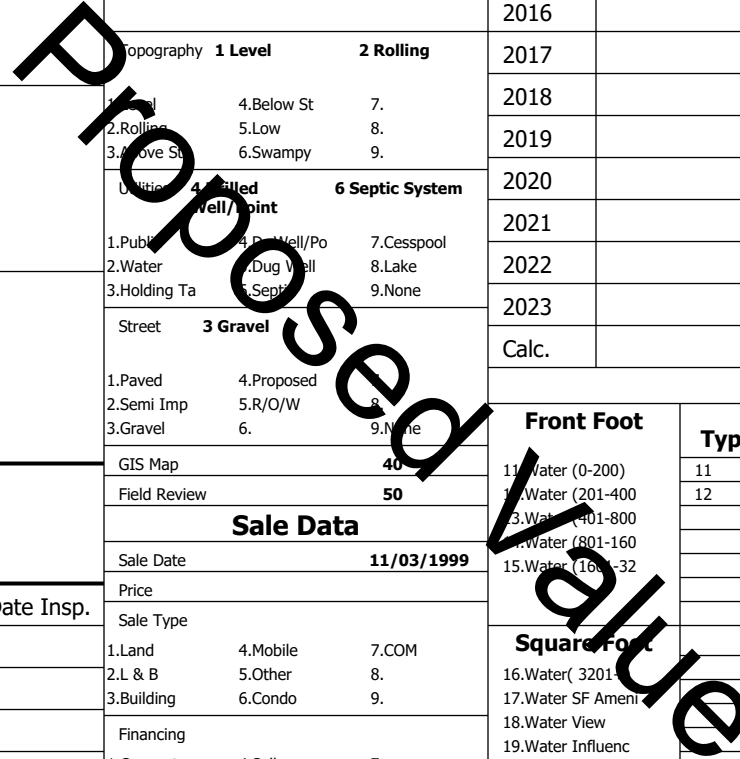 Topography 1 Level 2 Rolling
4.Below St 7.
2.Rolling 5.Low 8.
3.Above St 6.Swampy 9.
Utilities 4 Drilled 6 Septic System
Well/Point
1.Publi 4.Dr Well/Po 7.Cesspool
2.Water 5.Dug Well 8.Lake
3.Holding Ta 6.Septic 9.None
Street 3 Gravel
1.Paved 4.Proposed
2.Semi Imp 5.R/O/W 8.
3.Gravel 6. 9.None
GIS Map 40
Field Review 50
Sale Data
Sale Date 11/03/1999
Price
Sale Type
1.Land 4.Mobile 7.COM
2.L & B 5.Other 8.
3.Building 6.Condo 9.
Financing
2016
2017
2018
2019
2020
2021
2022
2023
Calc.
Front Foot
Typ
11.Water (0-200) 11
12.Water (201-400 12
13.Water (401-800
14.Water (801-160
15.Water (1601-32
Square Foot
16.Water( 3201-
17.Water SF Ameni
18.Water View
19.Water Influenc
Date Insp.
Proposed Value